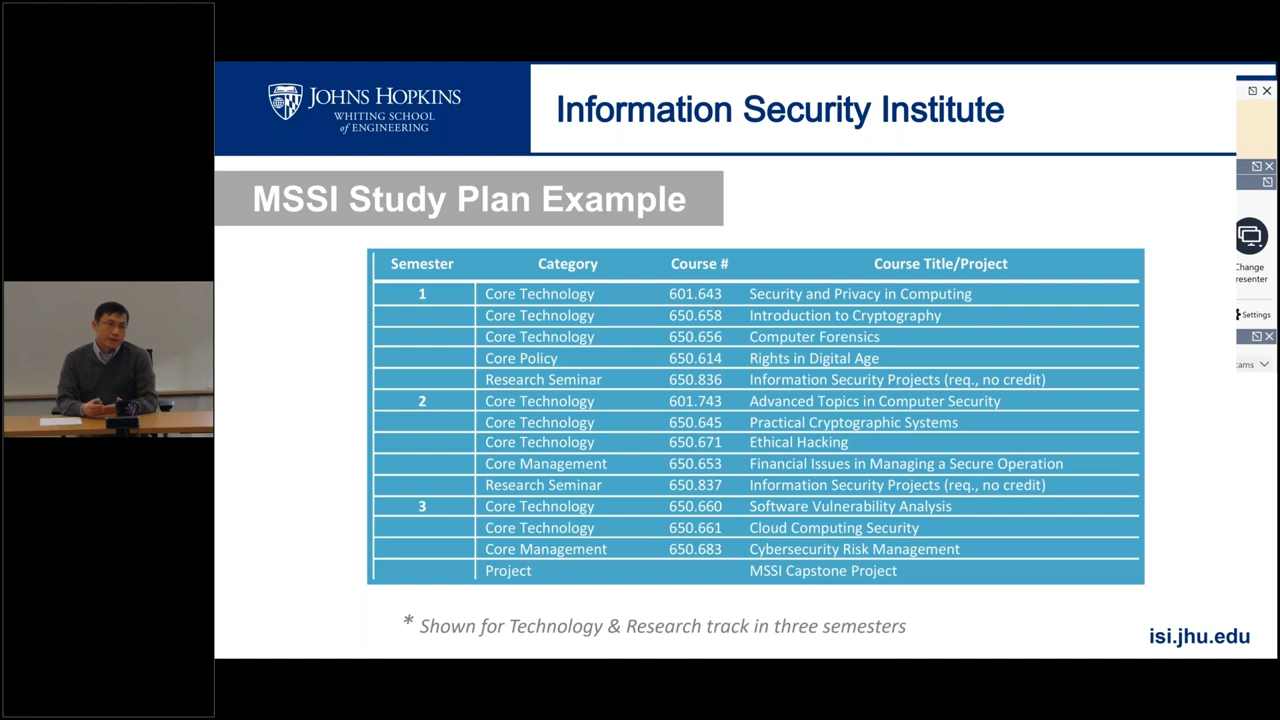 JOHNS HOPKINS
WHITING SCHOOL
of ENGINEERING
Information Security Institute
MSSI Study Plan Example
Semester Category Course # Course Title/Project
1 Core Technology 601.643 Security and Privacy in Computing
Core Technology 650.658 Introduction to Cryptography
Core Technology 650.656 Computer Forensics
Core Policy 650.614 Rights in Digital Age
Research Seminar 650.836 Information Security Projects (req., no credit)
2 Core Technology 601.743 Advanced Topics in Computer Security
Core Technology 650.645 Practical Cryptographic Systems
Core Technology 650.671 Ethical Hacking
Core Management 650.653 Financial Issues in Managing a Secure Operation
Research Seminar 650.837 Information Security Projects (req., no credit)
3 Core Technology 650.660 Software Vulnerability Analysis
Core Technology 650.661 Cloud Computing Security
Core Management 650.683 Cybersecurity Risk Management
Project MSSI Capstone Project
* Shown for Technology & Research track in three semesters
isi.jhu.edu
Change
resenter
Settings
ams